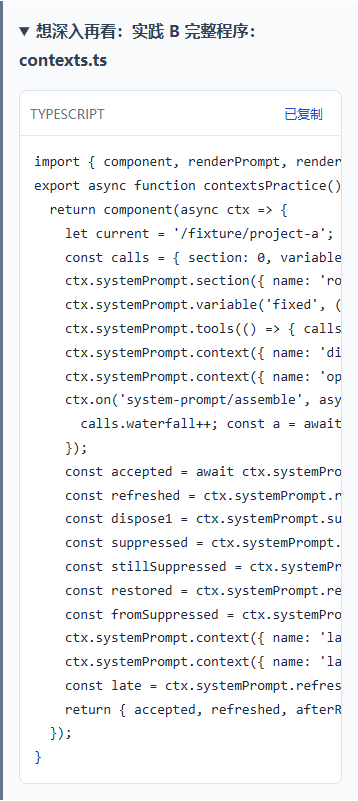 ▼ 想深入再看：实践 B 完整程序：
contexts.ts
TYPESCRIPT 已复制
import { component, renderPrompt, render
export async function contextsPractice()
return component(async ctx => {
let current = '/fixture/project-a';
const calls = { section: 0, variable
ctx.systemPrompt.section({ name: 'ro
ctx.systemPrompt.variable('fixed', (
ctx.systemPrompt.tools(() => { calls
ctx.systemPrompt.context({ name: 'di
ctx.systemPrompt.context({ name: 'op
ctx.on('system-prompt/assemble', asy
calls.waterfall++; const a = await
});
const accepted = await ctx.systemPro
const refreshed = ctx.systemPrompt.r
const dispose1 = ctx.systemPrompt.su
const suppressed = ctx.systemPrompt.
const stillSuppressed = ctx.systemPr
const restored = ctx.systemPrompt.re
const fromSuppressed = ctx.systemPro
ctx.systemPrompt.context({ name: 'la
ctx.systemPrompt.context({ name: 'la
const late = ctx.systemPrompt.refres
return { accepted, refreshed, afterR
});
}